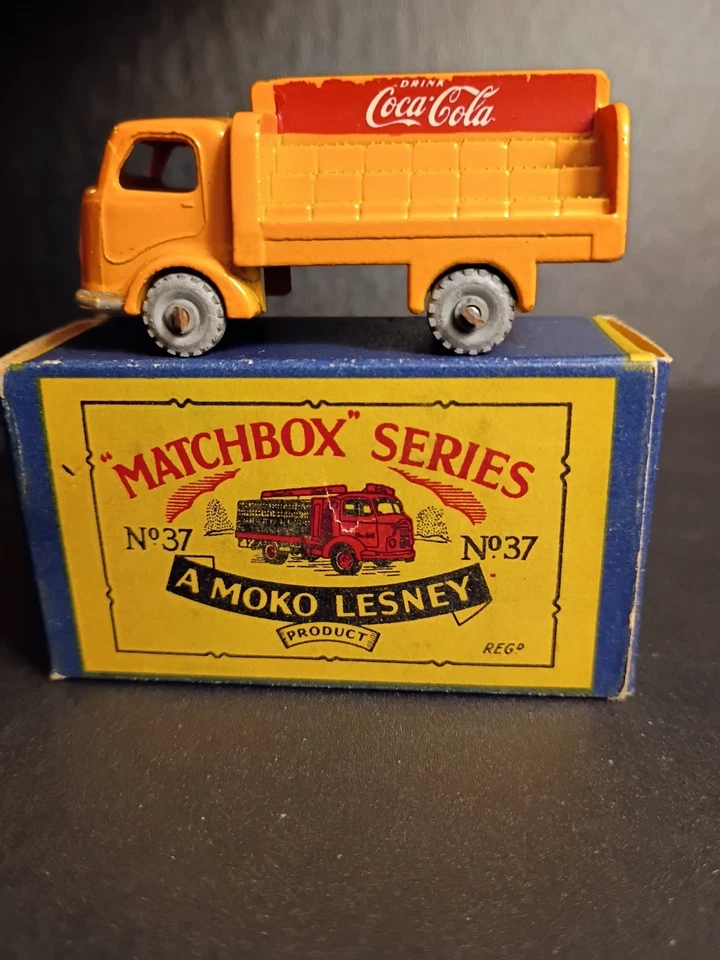 DRINK
Coca-Cola
"MATCHBOX" SERIES
Nº37
Nº37
A MOKO LESNEY
PRODUCT
REGᴰ